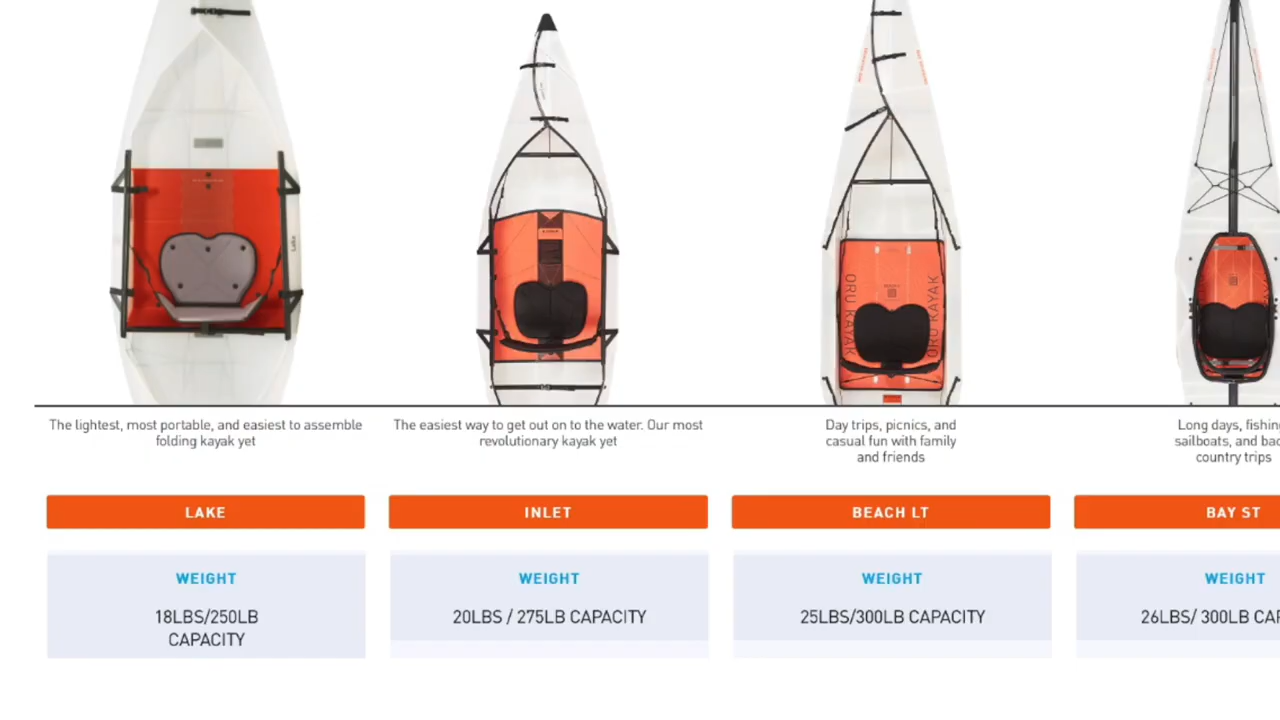 ORU KAYAK
ORU KAYAK
The lightest, most portable, and easiest to assemble
folding kayak yet
The easiest way to get out on to the water. Our most
revolutionary kayak yet
Day trips, picnics, and
casual fun with family
and friends
Long days, fishin
sailboats, and bac
country trips
LAKE
INLET
BEACH LT
BAY ST
WEIGHT
18LBS/250LB
CAPACITY
WEIGHT
20LBS / 275LB CAPACITY
WEIGHT
25LBS/300LB CAPACITY
WEIGHT
26LBS/ 300LB CAP